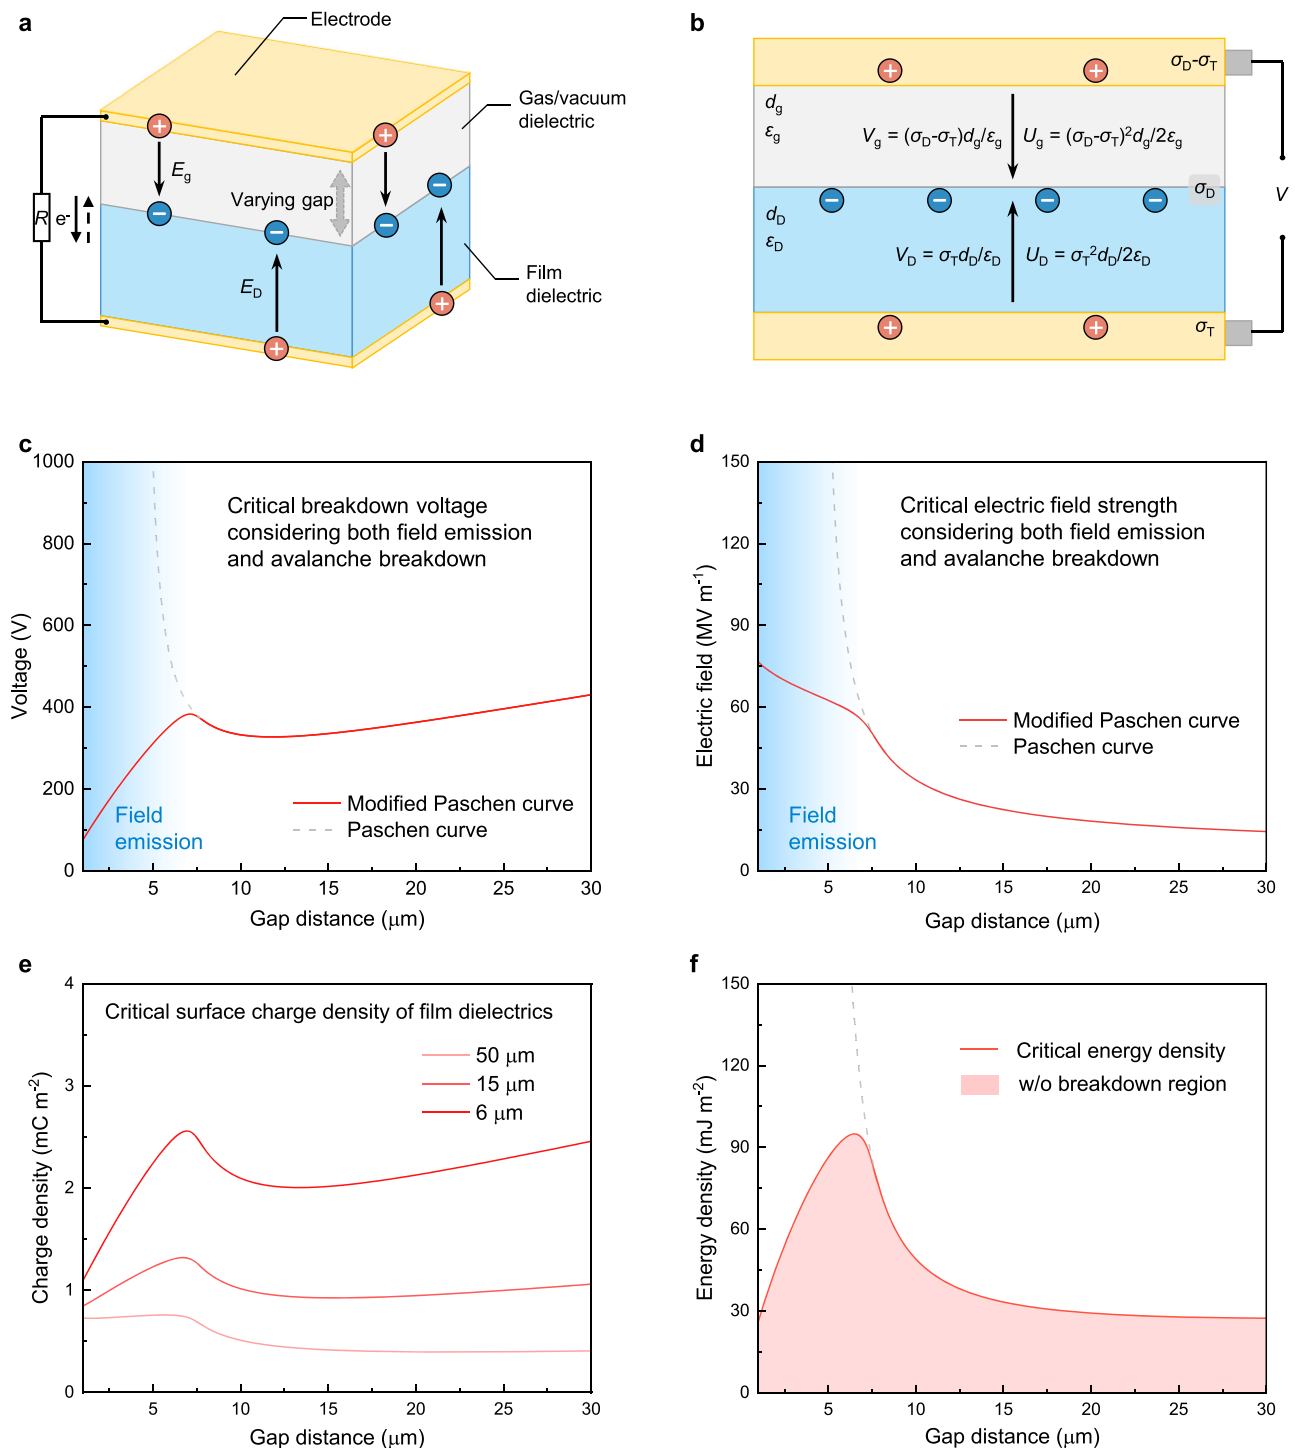 a
Electrode
Gas/vacuum
dielectric
E_g
Varying gap
R
e⁻
E_D
Film
dielectric
b
σ_D-σ_T
d_g
ε_g
V_g = (σ_D-σ_T)d_g/ε_g
U_g = (σ_D-σ_T)²d_g/2ε_g
σ_D
V
d_D
ε_D
V_D = σ_Td_D/ε_D
U_D = σ_T²d_D/2ε_D
σ_T
c
1000
800
600
400
200
0
Voltage (V)
Critical breakdown voltage
considering both field emission
and avalanche breakdown
Modified Paschen curve
Paschen curve
Field
emission
5 10 15 20 25 30
Gap distance (μm)
d
150
120
90
60
30
0
Electric field (MV m⁻¹)
Critical electric field strength
considering both field emission
and avalanche breakdown
Modified Paschen curve
Paschen curve
Field
emission
5 10 15 20 25 30
Gap distance (μm)
e
4
3
2
1
0
Charge density (mC m⁻²)
Critical surface charge density of film dielectrics
50 μm
15 μm
6 μm
5 10 15 20 25 30
Gap distance (μm)
f
150
120
90
60
30
0
Energy density (mJ m⁻²)
Critical energy density
w/o breakdown region
5 10 15 20 25 30
Gap distance (μm)